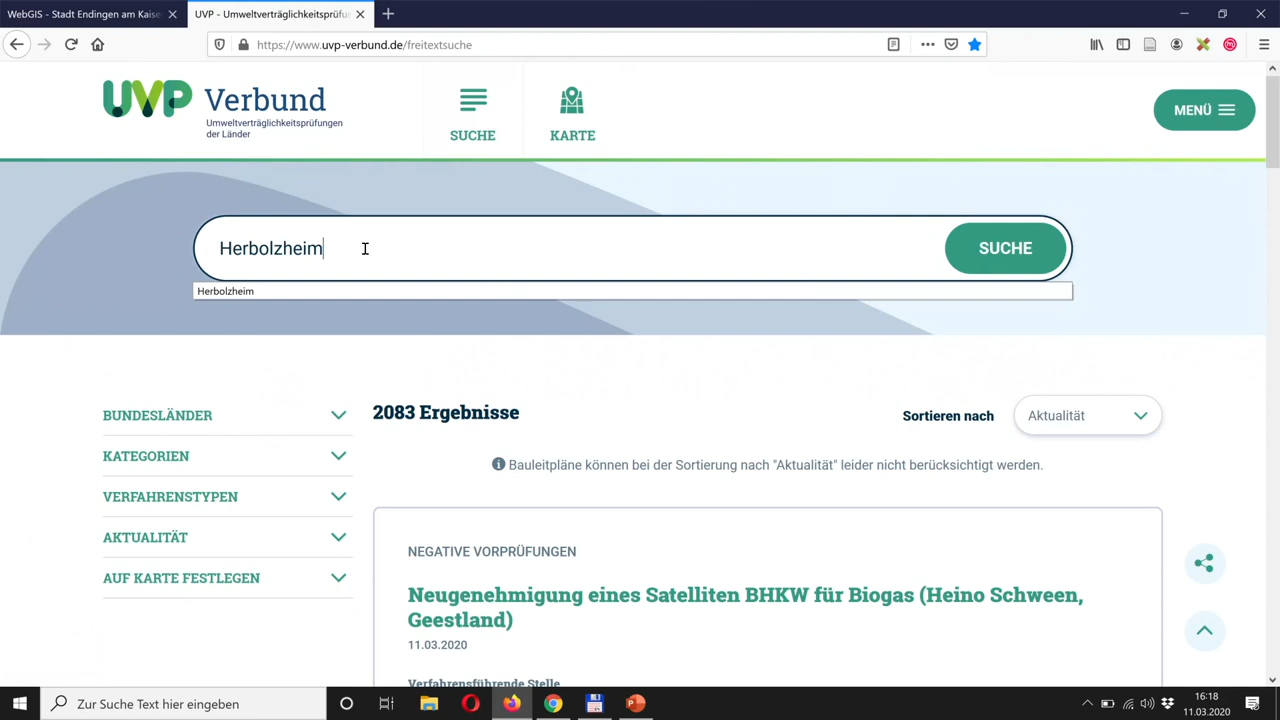 WebGIS - Stadt Endingen am Kaise
UVP - Umweltverträglichkeitsprüfu
https://www.uvp-verbund.de/freitextsuche
UVP Verbund
Umweltverträglichkeitsprüfungen
der Länder
SUCHE
KARTE
MENÜ
Herbolzheim
SUCHE
Herbolzheim
BUNDESLÄNDER
KATEGORIEN
VERFAHRENSTYPEN
AKTUALITÄT
AUF KARTE FESTLEGEN
2083 Ergebnisse
Sortieren nach
Aktualität
Bauleitpläne können bei der Sortierung nach "Aktualität" leider nicht berücksichtigt werden.
NEGATIVE VORPRÜFUNGEN
Neugenehmigung eines Satelliten BHKW für Biogas (Heino Schween,
Geestland)
11.03.2020
Verfahrensführende Stelle
Zur Suche Text hier eingeben
16:18
11.03.2020